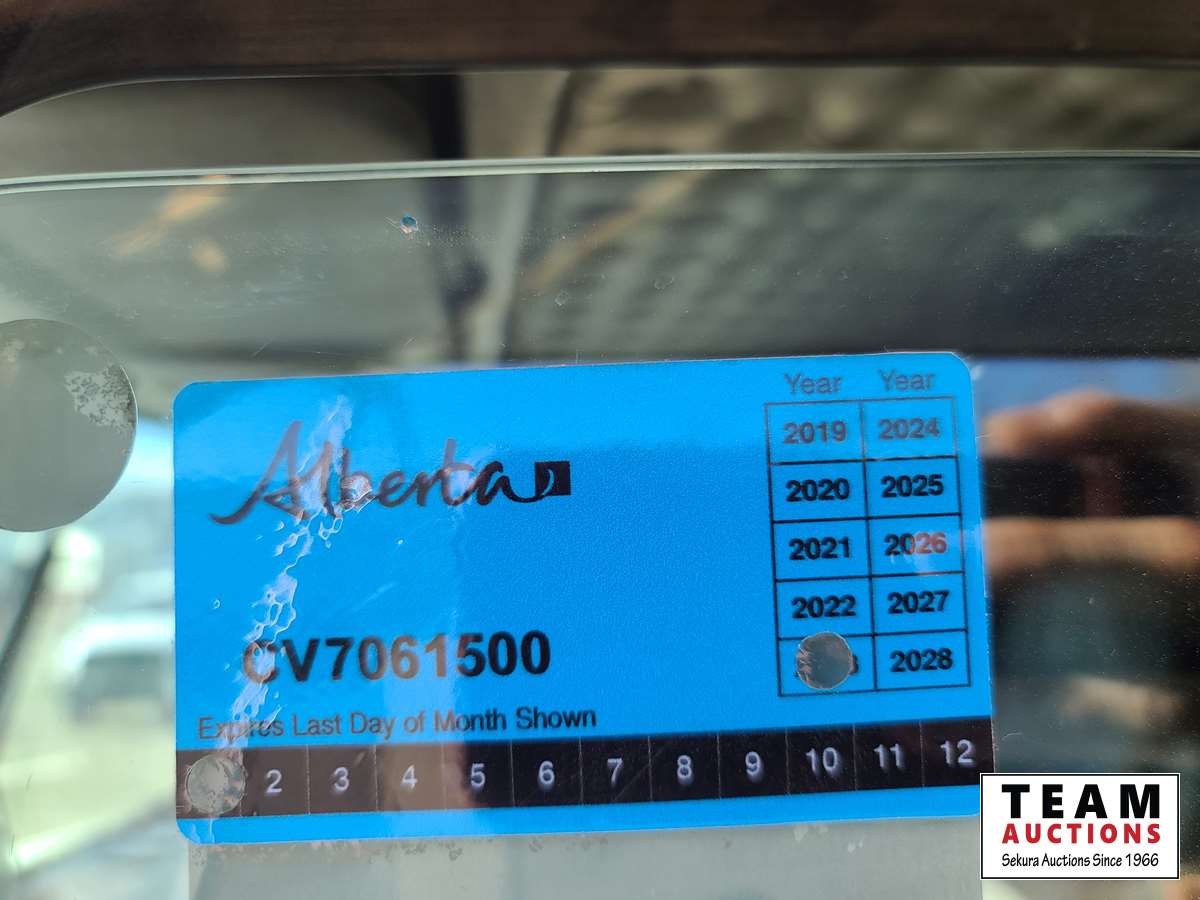 Year Year
2019 2024
2020 2025
2021 2026
2022 2027
2028
Alberta
CV7061500
Expires Last Day of Month Shown
2 3 4 5 6 7 8 9 10 11 12
TEAM
AUCTIONS
Sekura Auctions Since 1966